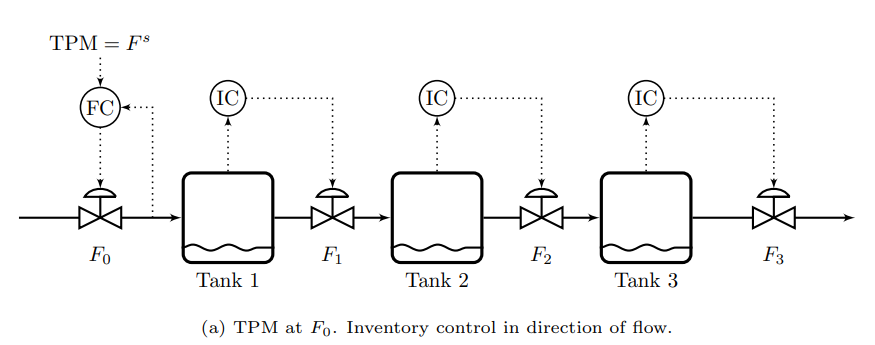 TPM = Fˢ
FC
IC
IC
IC
F₀
F₁
F₂
F₃
Tank 1
Tank 2
Tank 3
(a) TPM at F₀. Inventory control in direction of flow.